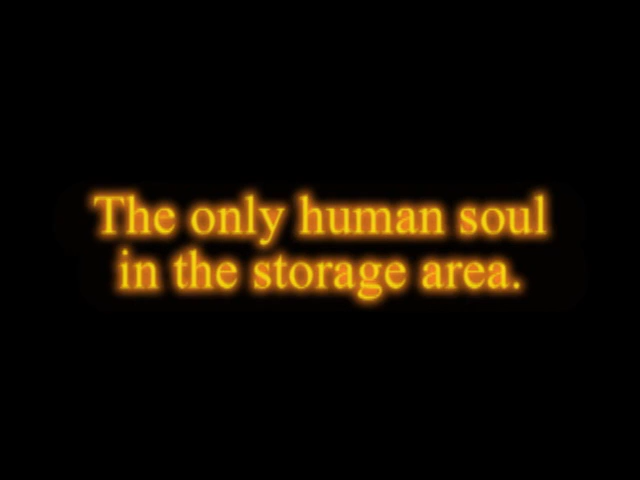 The only human soul
in the storage area.